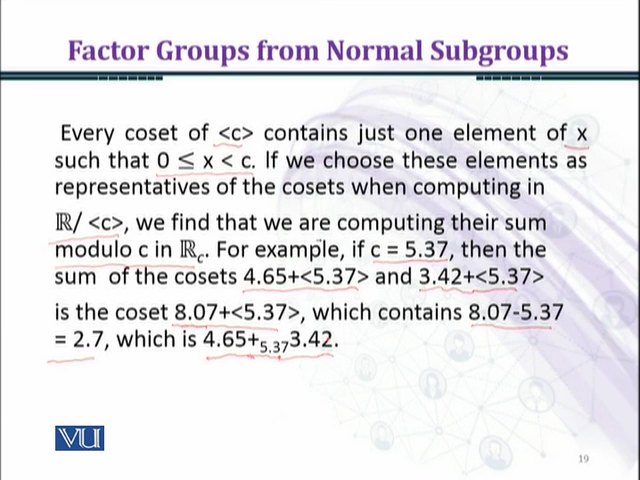 Factor Groups from Normal Subgroups
Every coset of <c> contains just one element of x
such that 0 ≤ x < c. If we choose these elements as
representatives of the cosets when computing in
ℝ/ <c>, we find that we are computing their sum
modulo c in ℝ_c. For example, if c = 5.37, then the
sum of the cosets 4.65+<5.37> and 3.42+<5.37>
is the coset 8.07+<5.37>, which contains 8.07-5.37
= 2.7, which is 4.65+_5.37 3.42.
VU
19